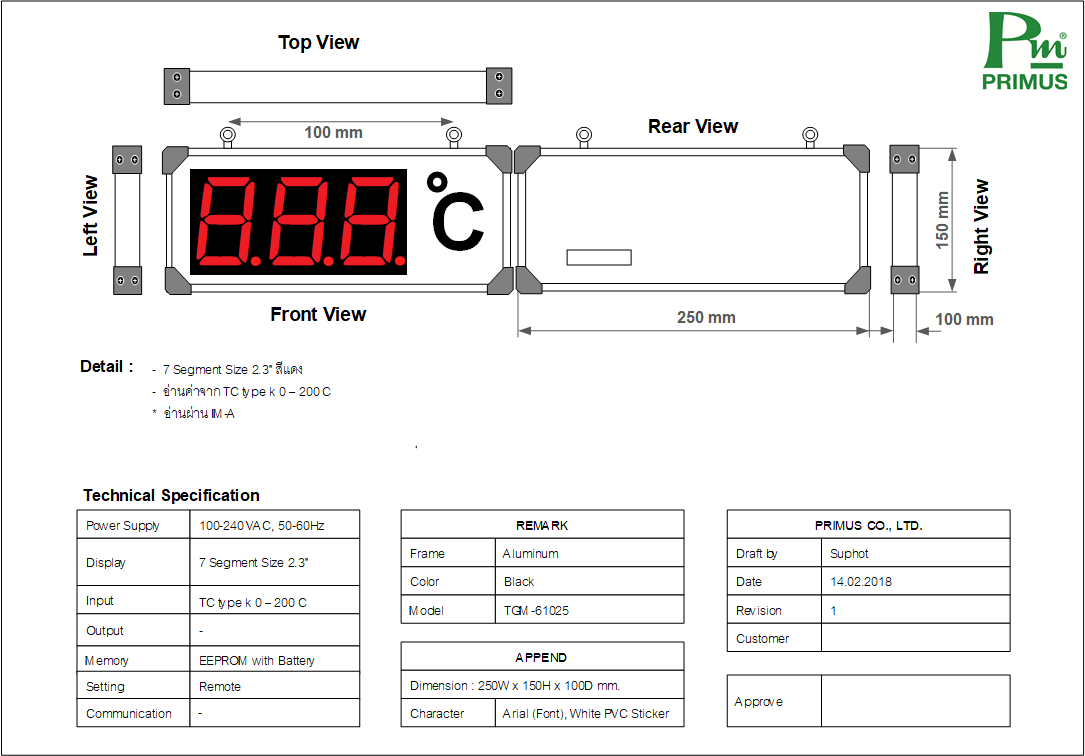 Top View
Pm®
PRIMUS
100 mm
Rear View
Left View
°C
150 mm
Right View
Front View
250 mm
100 mm
Detail :
- 7 Segment Size 2.3" สีแดง
- อ่านค่าจาก TC type k 0 – 200 C
* อ่านผ่าน IM-A
Technical Specification
Power Supply 100-240 VAC, 50-60Hz
Display 7 Segment Size 2.3"
Input TC type k 0 – 200 C
Output -
Memory EEPROM with Battery
Setting Remote
Communication -
REMARK
Frame Aluminum
Color Black
Model TGM-61025
APPEND
Dimension : 250W x 150H x 100D mm.
Character Arial (Font), White PVC Sticker
PRIMUS CO., LTD.
Draft by Suphot
Date 14.02.2018
Revision 1
Customer
Approve